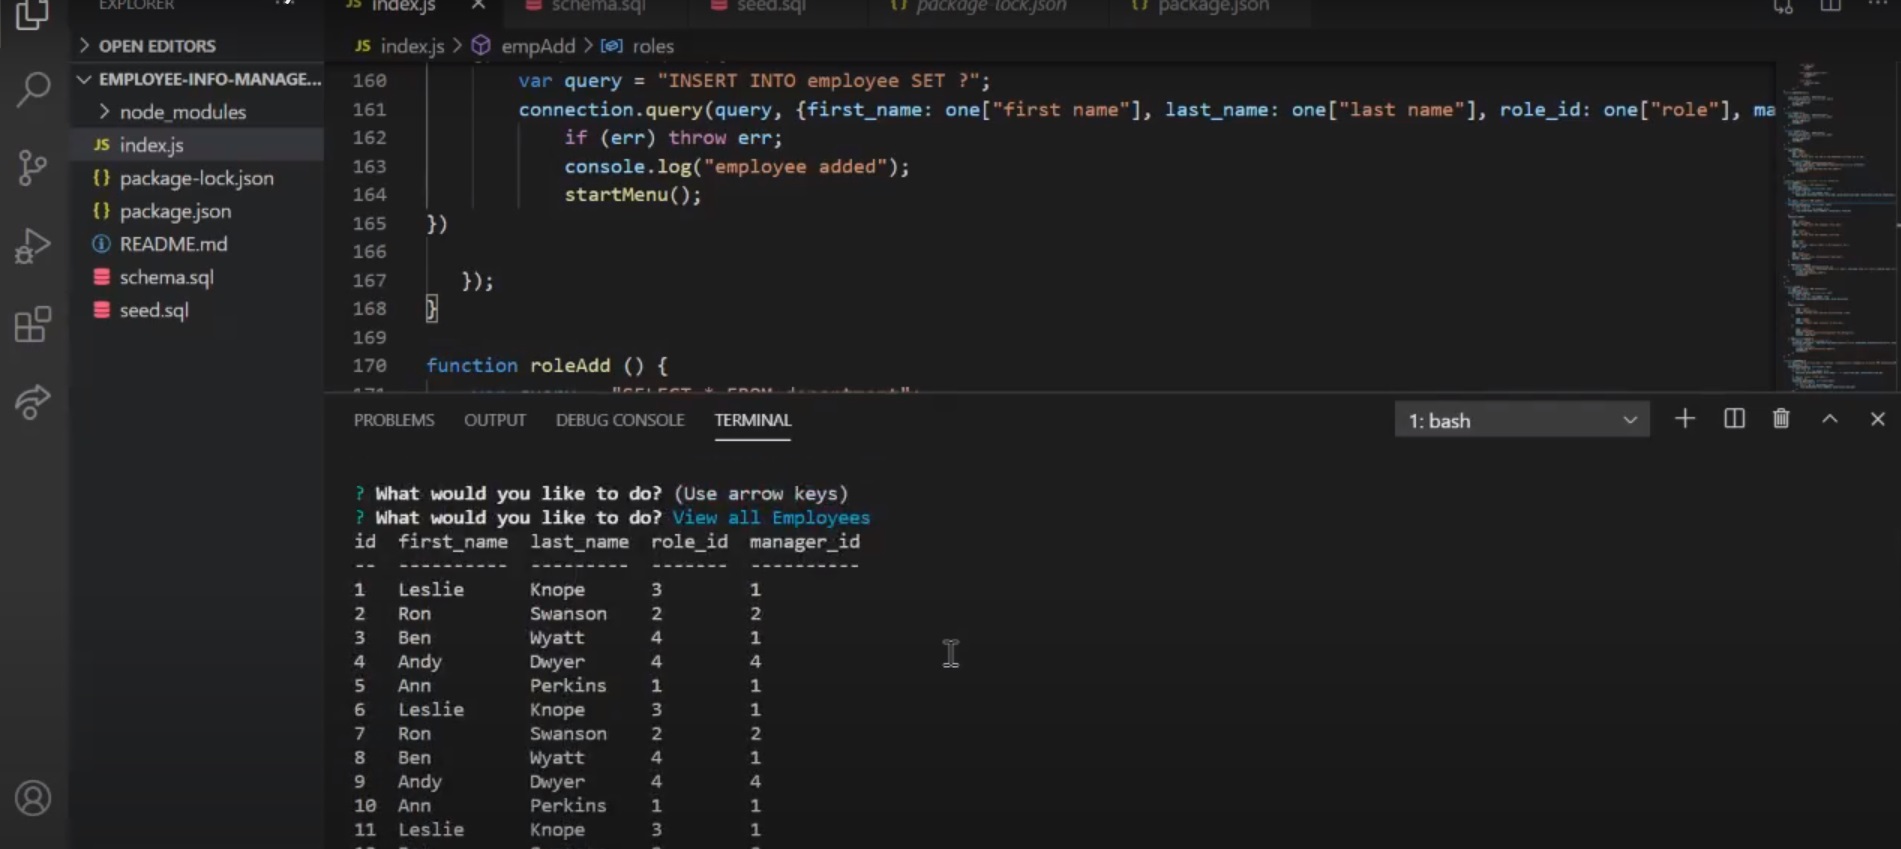 EXPLORER
OPEN EDITORS
EMPLOYEE-INFO-MANAGE...
node_modules
JS index.js
{} package-lock.json
{} package.json
README.md
schema.sql
seed.sql
JS index.js × schema.sql seed.sql {} package-lock.json {} package.json
JS index.js > empAdd > roles
160 var query = "INSERT INTO employee SET ?";
161 connection.query(query, {first_name: one["first name"], last_name: one["last name"], role_id: one["role"], ma
162 if (err) throw err;
163 console.log("employee added");
164 startMenu();
165 })
166
167 });
168 }
169
170 function roleAdd () {
171 var query = "SELECT * FROM department";
PROBLEMS OUTPUT DEBUG CONSOLE TERMINAL 1: bash
? What would you like to do? (Use arrow keys)
? What would you like to do? View all Employees
id first_name last_name role_id manager_id
-- ---------- --------- ------- ----------
1 Leslie Knope 3 1
2 Ron Swanson 2 2
3 Ben Wyatt 4 1
4 Andy Dwyer 4 4
5 Ann Perkins 1 1
6 Leslie Knope 3 1
7 Ron Swanson 2 2
8 Ben Wyatt 4 1
9 Andy Dwyer 4 4
10 Ann Perkins 1 1
11 Leslie Knope 3 1